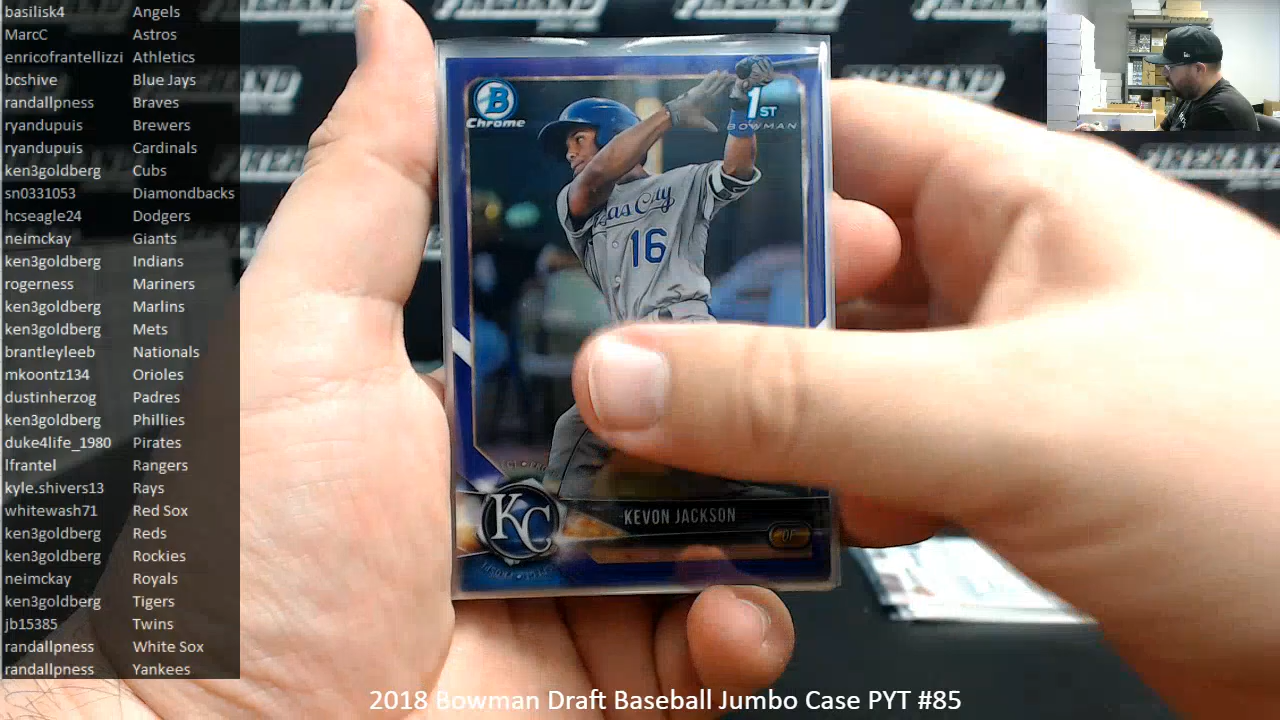 basilisk4 Angels
MarcC Astros
enricofrantellizzi Athletics
bcshive Blue Jays
randallpness Braves
ryandupuis Brewers
ryandupuis Cardinals
ken3goldberg Cubs
sn0331053 Diamondbacks
hcseagle24 Dodgers
neimckay Giants
ken3goldberg Indians
rogerness Mariners
ken3goldberg Marlins
ken3goldberg Mets
brantleyleeb Nationals
mkoontz134 Orioles
dustinherzog Padres
ken3goldberg Phillies
duke4life_1980 Pirates
lfrantel Rangers
kyle.shivers13 Rays
whitewash71 Red Sox
ken3goldberg Reds
ken3goldberg Rockies
neimckay Royals
ken3goldberg Tigers
jb15385 Twins
randallpness White Sox
randallpness Yankees
B
Chrome
1ST
BOWMAN
16
KC
KEVON JACKSON
OF
2018 Bowman Draft Baseball Jumbo Case PYT #85